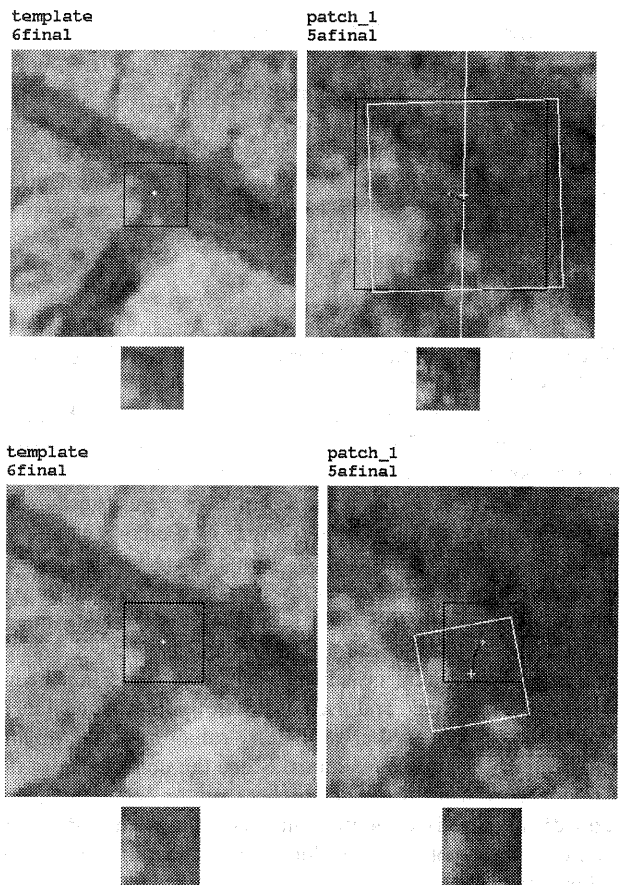 template
6final
patch_1
5afinal
template
6final
patch_1
5afinal